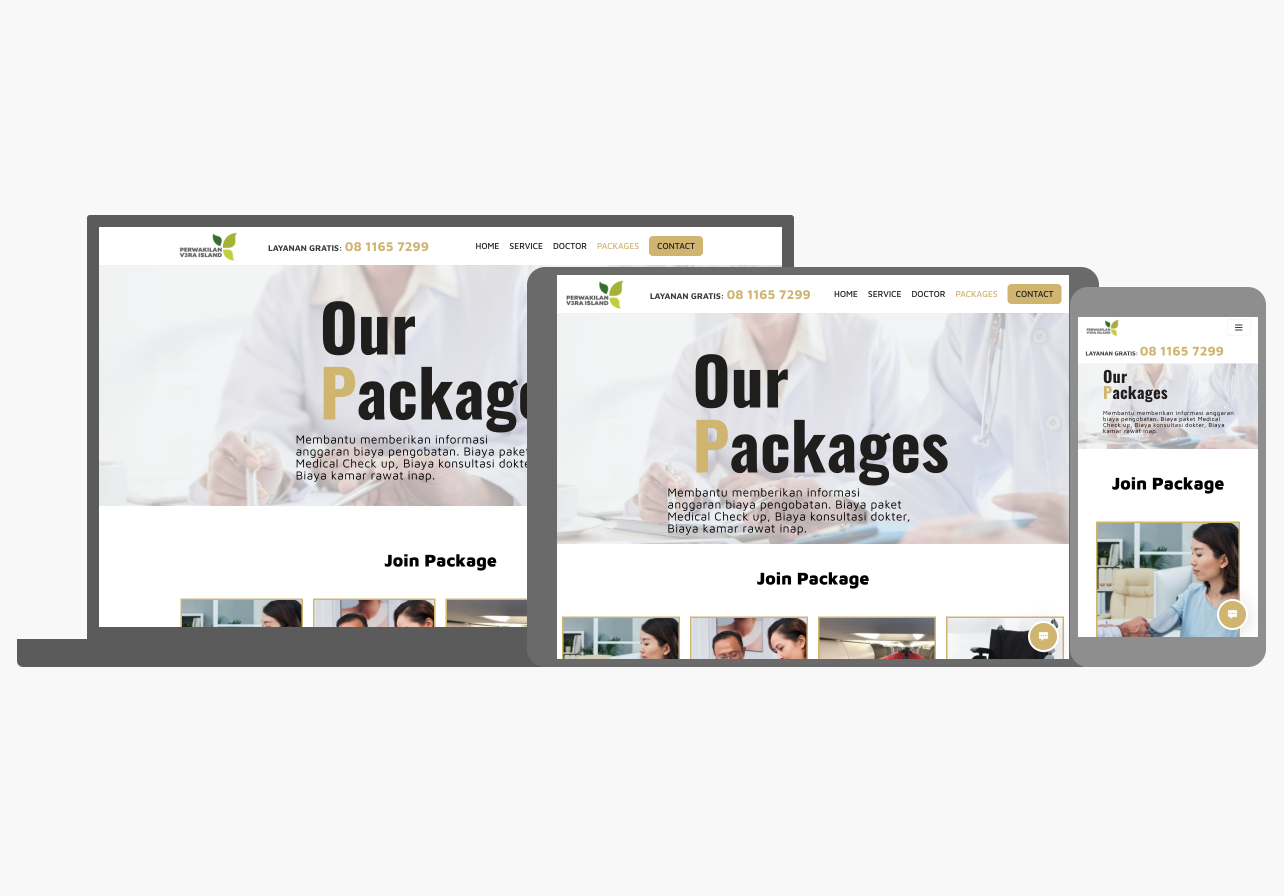 PERWAKILAN
V3RA ISLAND
LAYANAN GRATIS: 08 1165 7299
HOME SERVICE DOCTOR PACKAGES CONTACT
Our
Package
Membantu memberikan informasi
anggaran biaya pengobatan. Biaya paket
Medical Check up, Biaya konsultasi dokte
Biaya kamar rawat inap.
Join Package
PERWAKILAN
V3RA ISLAND
LAYANAN GRATIS: 08 1165 7299
HOME SERVICE DOCTOR PACKAGES CONTACT
Our
Packages
Membantu memberikan informasi
anggaran biaya pengobatan. Biaya paket
Medical Check up, Biaya konsultasi dokter,
Biaya kamar rawat inap.
Join Package
PERWAKILAN
V3RA ISLAND
LAYANAN GRATIS: 08 1165 7299
Our
Packages
Membantu memberikan informasi anggaran
biaya pengobatan. Biaya paket Medical
Check up, Biaya konsultasi dokter, Biaya
kamar rawat inap.
Join Package